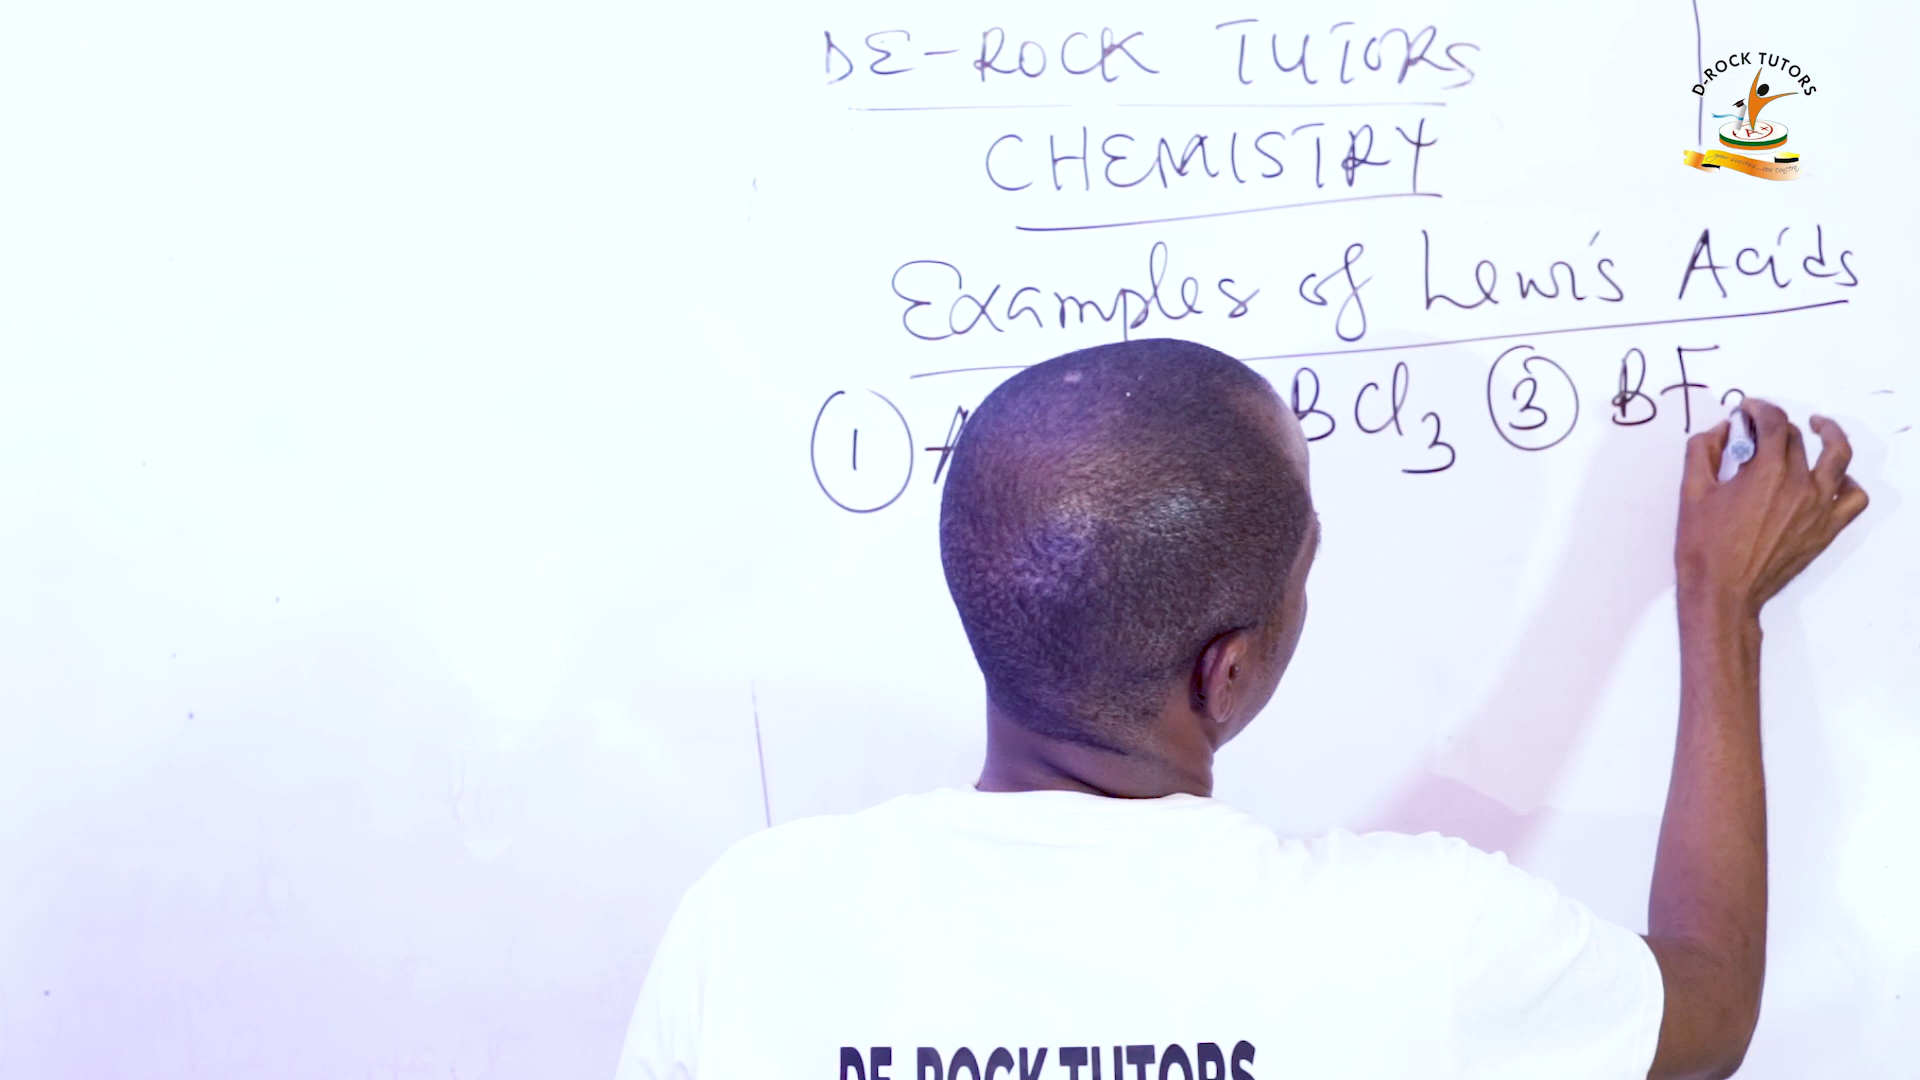 DE-ROCK TUTORS
D-ROCK TUTORS
CHEMISTRY
Examples of Lewis Acids
① A BCl3 ③ BF3
DE-ROCK TUTORS